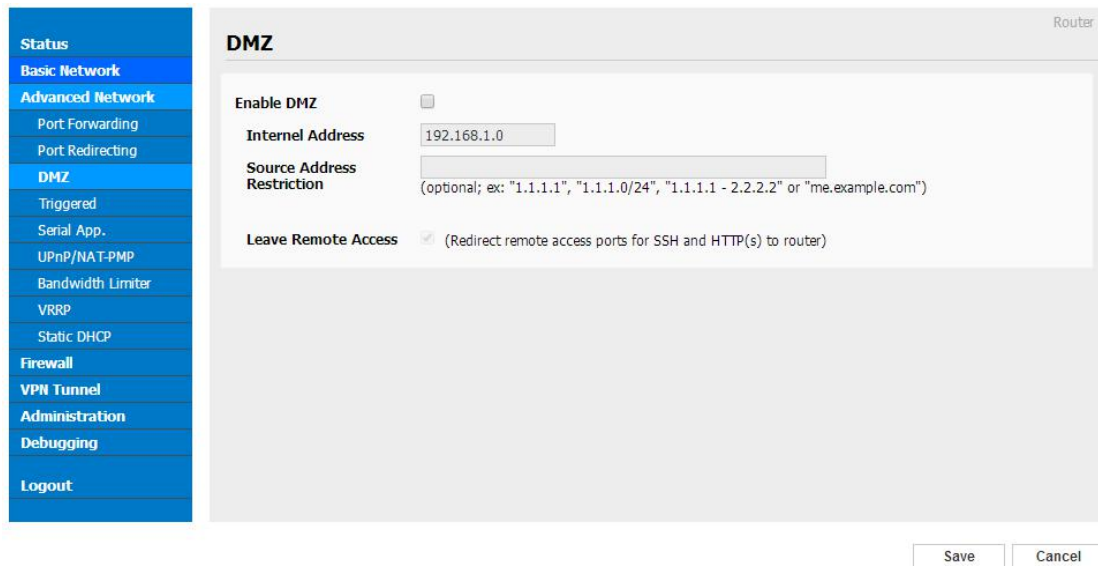 Router
Status
Basic Network
Advanced Network
Port Forwarding
Port Redirecting
DMZ
Triggered
Serial App.
UPnP/NAT-PMP
Bandwidth Limiter
VRRP
Static DHCP
Firewall
VPN Tunnel
Administration
Debugging
Logout
DMZ
Enable DMZ
Internal Address
192.168.1.0
Source Address
Restriction
(optional; ex: "1.1.1.1", "1.1.1.0/24", "1.1.1.1 - 2.2.2.2" or "me.example.com")
Leave Remote Access
(Redirect remote access ports for SSH and HTTP(s) to router)
Save
Cancel